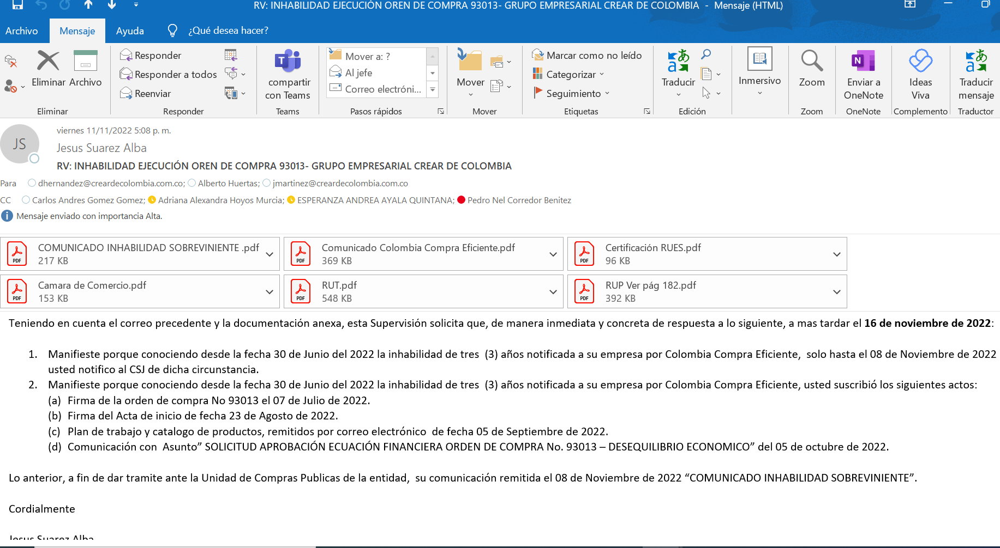 RV: INHABILIDAD EJECUCIÓN OREN DE COMPRA 93013- GRUPO EMPRESARIAL CREAR DE COLOMBIA - Mensaje (HTML)
Archivo Mensaje Ayuda ¿Qué desea hacer?
Eliminar Archivo
Eliminar
Responder
Responder a todos
Reenviar
Responder
compartir
con Teams
Teams
Mover a: ?
Al jefe
Correo electróni...
Pasos rápidos
Mover
Mover
Marcar como no leído
Categorizar
Seguimiento
Etiquetas
Traducir
Edición
Inmersivo
Zoom
Zoom
Enviar a
OneNote
OneNote
Ideas
Viva
Complemento
Traducir
mensaje
Traductor
JS
viernes 11/11/2022 5:08 p. m.
Jesus Suarez Alba
RV: INHABILIDAD EJECUCIÓN OREN DE COMPRA 93013- GRUPO EMPRESARIAL CREAR DE COLOMBIA
Para dhernandez@creardecolombia.com.co; Alberto Huertas; jmartinez@creardecolombia.com.co
CC Carlos Andres Gomez Gomez; Adriana Alexandra Hoyos Murcia; ESPERANZA ANDREA AYALA QUINTANA; Pedro Nel Corredor Benitez
Mensaje enviado con importancia Alta.
PDF COMUNICADO INHABILIDAD SOBREVINIENTE .pdf
217 KB
PDF Comunicado Colombia Compra Eficiente.pdf
369 KB
PDF Certificación RUES.pdf
96 KB
PDF Camara de Comercio.pdf
153 KB
PDF RUT.pdf
548 KB
PDF RUP Ver pág 182.pdf
392 KB
Teniendo en cuenta el correo precedente y la documentación anexa, esta Supervisión solicita que, de manera inmediata y concreta de respuesta a lo siguiente, a mas tardar el 16 de noviembre de 2022:
1. Manifieste porque conociendo desde la fecha 30 de Junio del 2022 la inhabilidad de tres (3) años notificada a su empresa por Colombia Compra Eficiente, solo hasta el 08 de Noviembre de 2022
usted notifico al CSJ de dicha circunstancia.
2. Manifieste porque conociendo desde la fecha 30 de Junio del 2022 la inhabilidad de tres (3) años notificada a su empresa por Colombia Compra Eficiente, usted suscribió los siguientes actos:
(a) Firma de la orden de compra No 93013 el 07 de Julio de 2022.
(b) Firma del Acta de inicio de fecha 23 de Agosto de 2022.
(c) Plan de trabajo y catalogo de productos, remitidos por correo electrónico de fecha 05 de Septiembre de 2022.
(d) Comunicación con Asunto” SOLICITUD APROBACIÓN ECUACIÓN FINANCIERA ORDEN DE COMPRA No. 93013 – DESEQUILIBRIO ECONOMICO” del 05 de octubre de 2022.
Lo anterior, a fin de dar tramite ante la Unidad de Compras Publicas de la entidad, su comunicación remitida el 08 de Noviembre de 2022 “COMUNICADO INHABILIDAD SOBREVINIENTE”.
Cordialmente
Jesus Suarez Alba